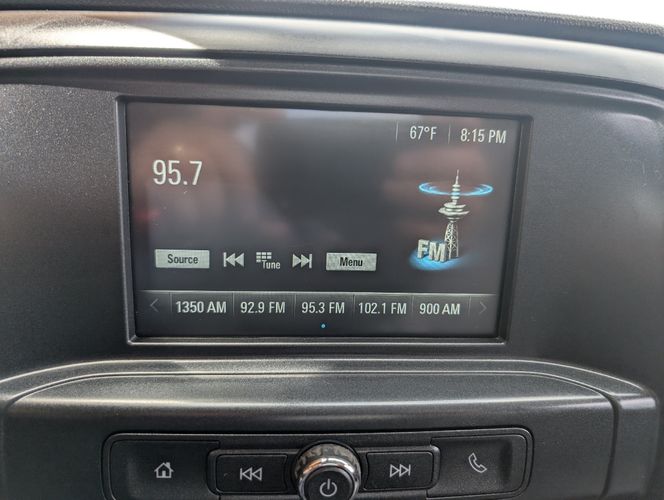 67°F 8:15 PM
95.7
FM
Source Tune Menu
1350 AM 92.9 FM 95.3 FM 102.1 FM 900 AM